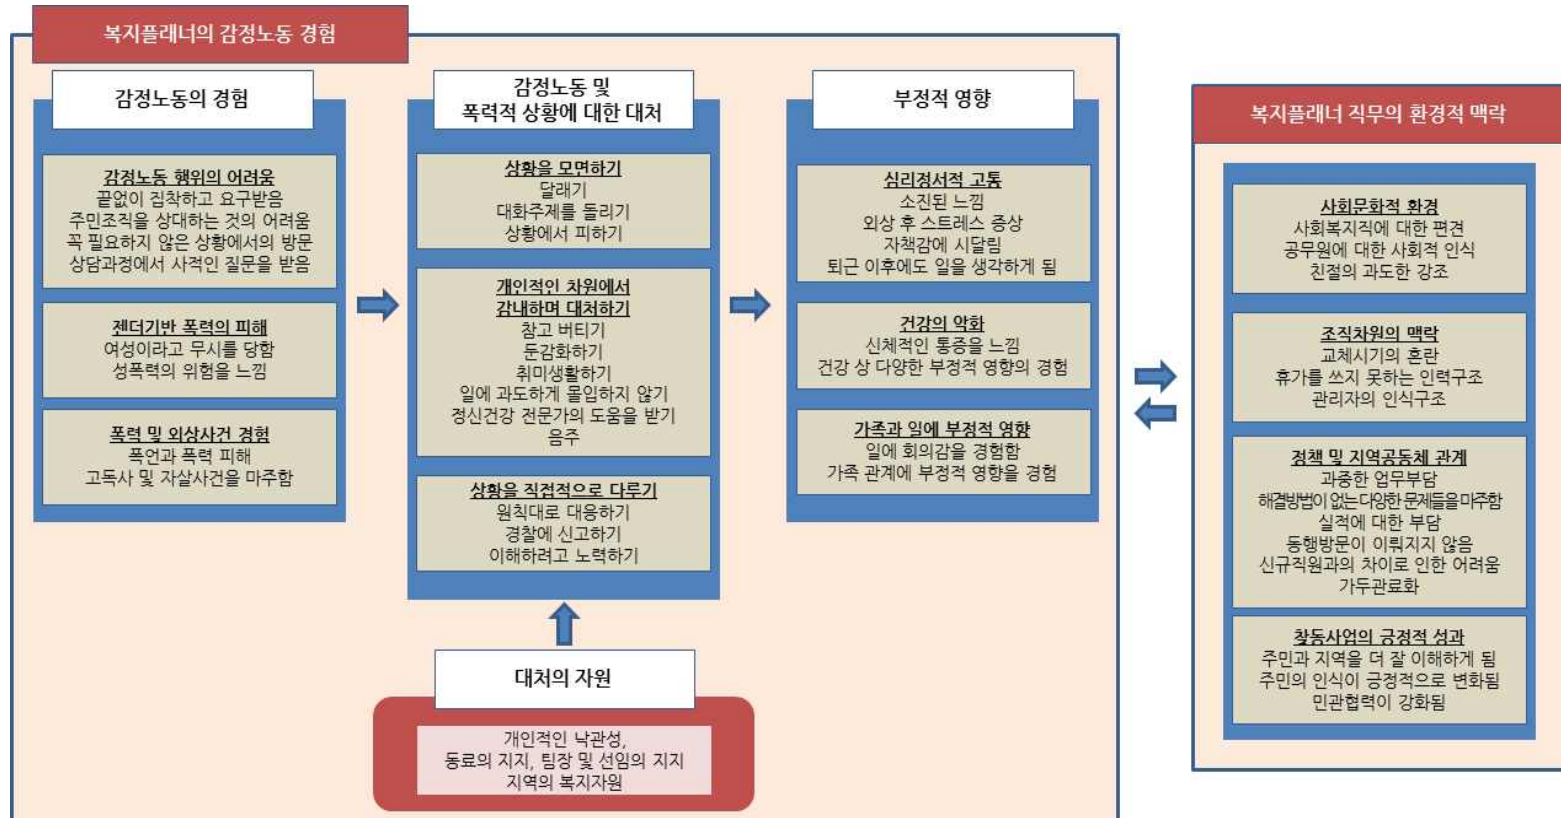 복지플래너의 감정노동 경험
감정노동의 경험
감정노동 행위의 어려움
끝없이 집착하고 요구받음
주민조직을 상대하는 것의 어려움
꼭 필요하지 않은 상황에서의 방문
상담과정에서 사적인 질문을 받음
젠더기반 폭력의 피해
여성이라고 무시를 당함
성폭력의 위험을 느낌
폭력 및 외상사건 경험
폭언과 폭력 피해
고독사 및 자살사건을 마주함
감정노동 및
폭력적 상황에 대한 대처
상황을 모면하기
달래기
대화주제를 돌리기
상황에서 피하기
개인적인 차원에서
감내하며 대처하기
참고 버티기
둔감화하기
취미생활하기
일에 과도하게 몰입하지 않기
정신건강 전문가의 도움을 받기
음주
상황을 직접적으로 다루기
원칙대로 대응하기
경찰에 신고하기
이해하려고 노력하기
대처의 자원
개인적인 낙관성,
동료의 지지, 팀장 및 선임의 지지
지역의 복지자원
부정적 영향
심리정서적 고통
소진된 느낌
외상 후 스트레스 증상
자책감에 시달림
퇴근 이후에도 일을 생각하게 됨
건강의 악화
신체적인 통증을 느낌
건강 상 다양한 부정적 영향의 경험
가족과 일에 부정적 영향
일에 회의감을 경험함
가족 관계에 부정적 영향을 경험
복지플래너 직무의 환경적 맥락
사회문화적 환경
사회복지직에 대한 편견
공무원에 대한 사회적 인식
친절의 과도한 강조
조직차원의 맥락
교체시기의 혼란
휴가를 쓰지 못하는 인력구조
관리자의 인식구조
정책 및 지역공동체 관계
과중한 업무부담
해결방법이 없는 다양한 문제들을 마주함
실적에 대한 부담
동행방문이 이뤄지지 않음
신규직원과의 차이로 인한 어려움
가두관료화
찾동사업의 긍정적 성과
주민과 지역을 더 잘 이해하게 됨
주민의 인식이 긍정적으로 변화됨
민관협력이 강화됨